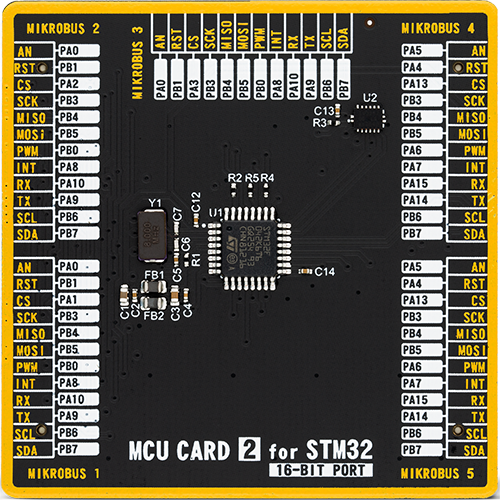 MIKROBUS 2
AN PA0
RST PB1
CS PA2
SCK PB3
MISO PB4
MOSI PB5
PWM PB0
INT PA8
RX PA10
TX PA9
SCL PB6
SDA PB7
MIKROBUS 3
AN RST CS SCK MISO MOSI PWM INT RX TX SCL SDA
PA0 PB1 PA3 PB3 PB4 PB5 PB0 PA8 PA10 PA9 PB6 PB7
MIKROBUS 4
PA5 AN
PA4 RST
PA13 CS
PB3 SCK
PB4 MISO
PB5 MOSI
PA6 PWM
PA7 INT
PA15 RX
PA14 TX
PB6 SCL
PB7 SDA
U2
C13
R3
R2 R5 R4
Y1
C7
C12
U1
C6
C5
R1
STM32F
C14
FB1
C1
C2
C3
C4
FB2
AN PA0
RST PB1
CS PA1
SCK PB3
MISO PB4
MOSI PB5
PWM PB0
INT PA8
RX PA10
TX PA9
SCL PB6
SDA PB7
MIKROBUS 1
PA5 AN
PA4 RST
PA13 CS
PB3 SCK
PB4 MISO
PB5 MOSI
PA6 PWM
PA7 INT
PA15 RX
PA14 TX
PB6 SCL
PB7 SDA
MIKROBUS 5
MCU CARD 2 for STM32
16-BIT PORT